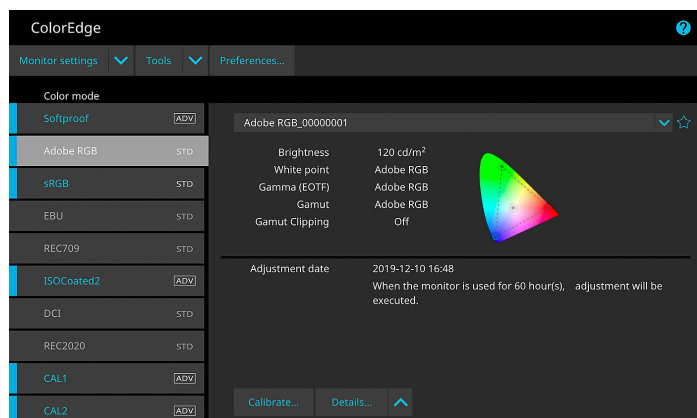 ColorEdge
?
Monitor settings Tools Preferences...
Color mode
Softproof ADV
Adobe RGB STD
sRGB STD
EBU STD
REC709 STD
ISOCoated2 ADV
DCI STD
REC2020 STD
CAL1 ADV
CAL2 ADV
Adobe RGB_00000001
Brightness 120 cd/m²
White point Adobe RGB
Gamma (EOTF) Adobe RGB
Gamut Adobe RGB
Gamut Clipping Off
Adjustment date 2019-12-10 16:48
When the monitor is used for 60 hour(s), adjustment will be
executed.
Calibrate... Details...